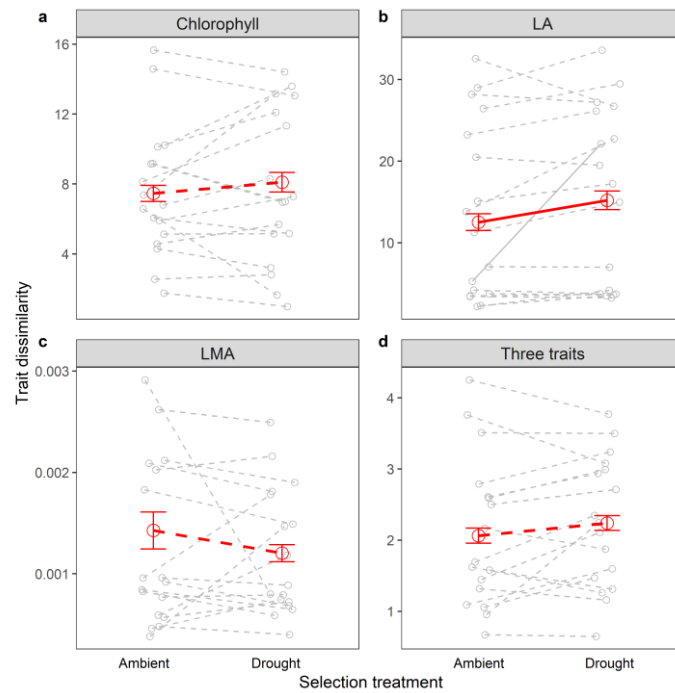 a Chlorophyll
b LA
16
12
8
4
30
20
10
Trait dissimilarity
c LMA
d Three traits
0.003
0.002
0.001
4
3
2
1
Ambient Drought
Ambient Drought
Selection treatment